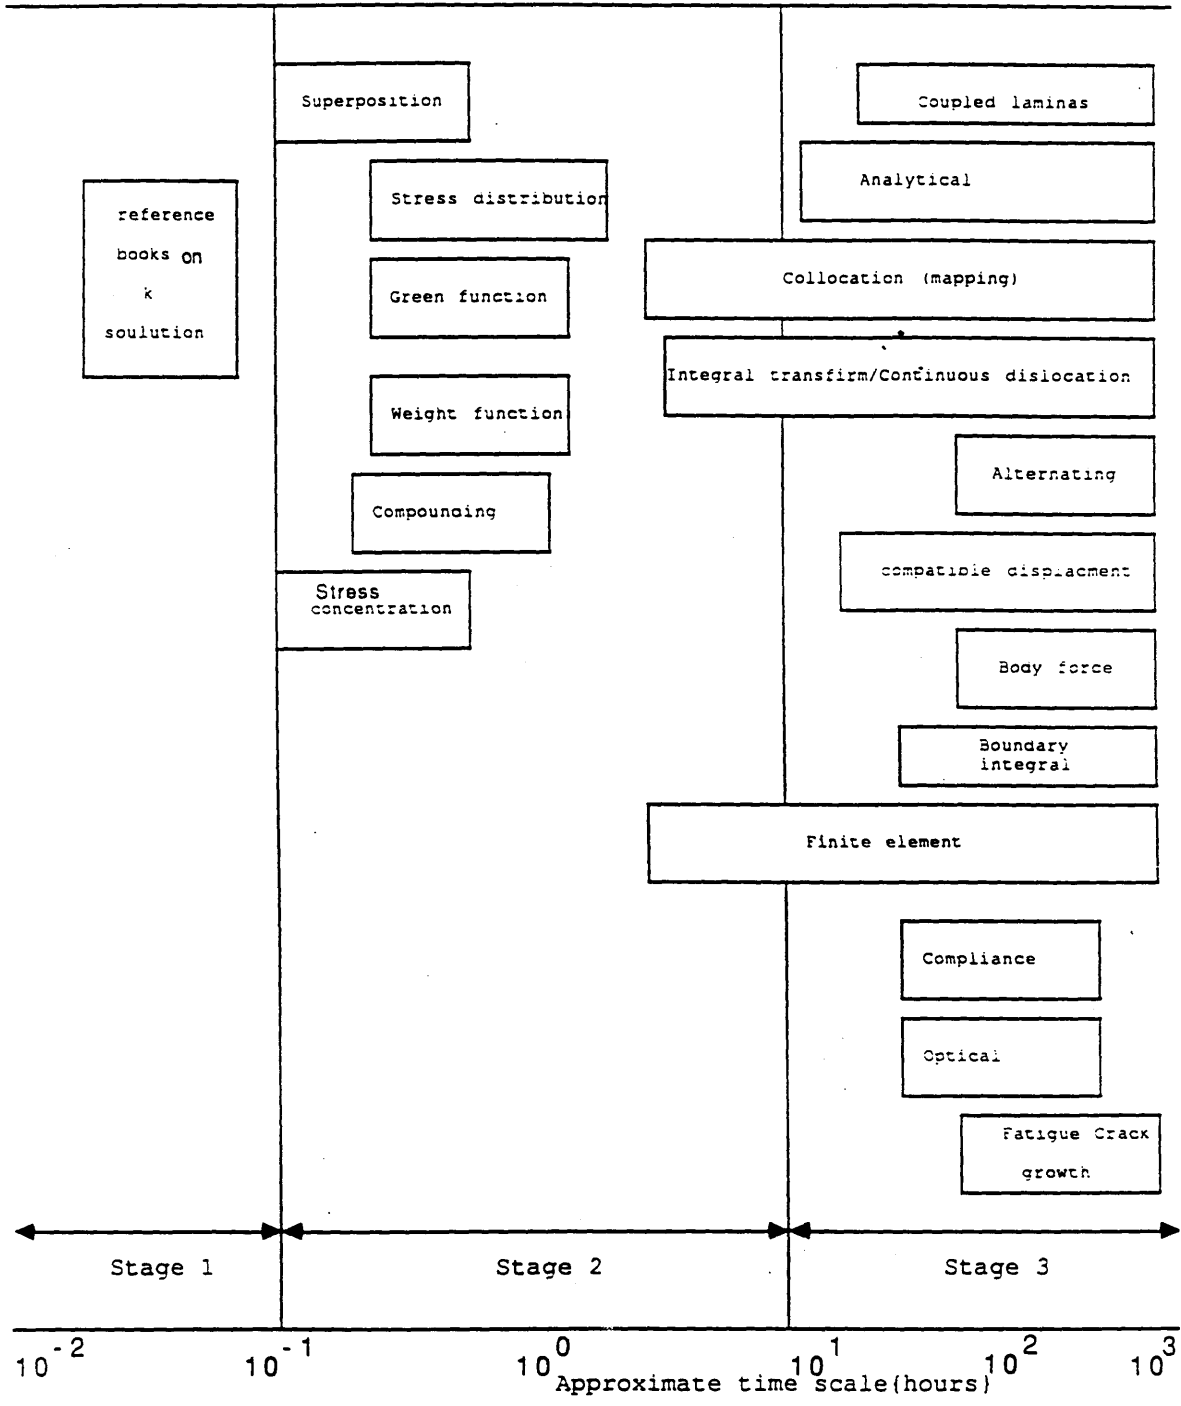 Superposition
Coupled laminas
Analytical
Stress distribution
reference
books on
k
soulution
Collocation (mapping)
Green function
Integral transfirm/Continuous dislocation
Weight function
Alternating
Compounding
compatible displacment
Stress
concentration
Body force
Boundary
integral
Finite element
Compliance
Optical
Fatigue Crack
growth
Stage 1 Stage 2 Stage 3
10-2 10-1 100 101 102 103
Approximate time scale(hours)